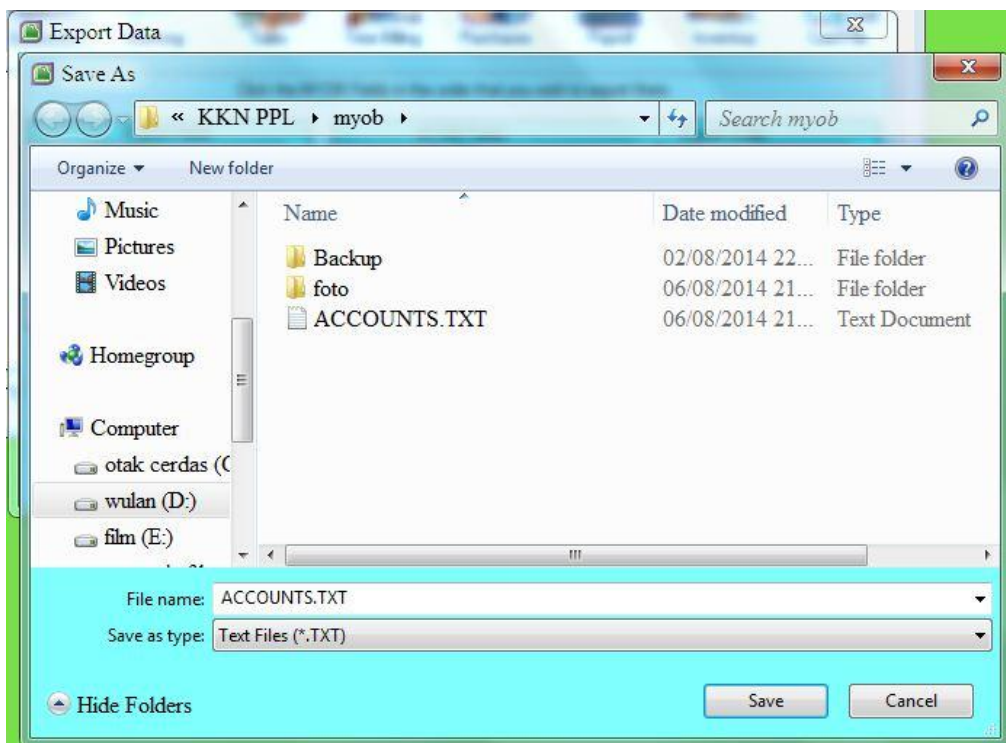 Export Data
Save As
« KKN PPL ▸ myob ▸
Search myob
Organize
New folder
Music
Pictures
Videos
Homegroup
Computer
otak cerdas (C
wulan (D:)
film (E:)
Name Date modified Type
Backup 02/08/2014 22... File folder
foto 06/08/2014 21... File folder
ACCOUNTS.TXT 06/08/2014 21... Text Document
File name: ACCOUNTS.TXT
Save as type: Text Files (*.TXT)
Hide Folders
Save
Cancel